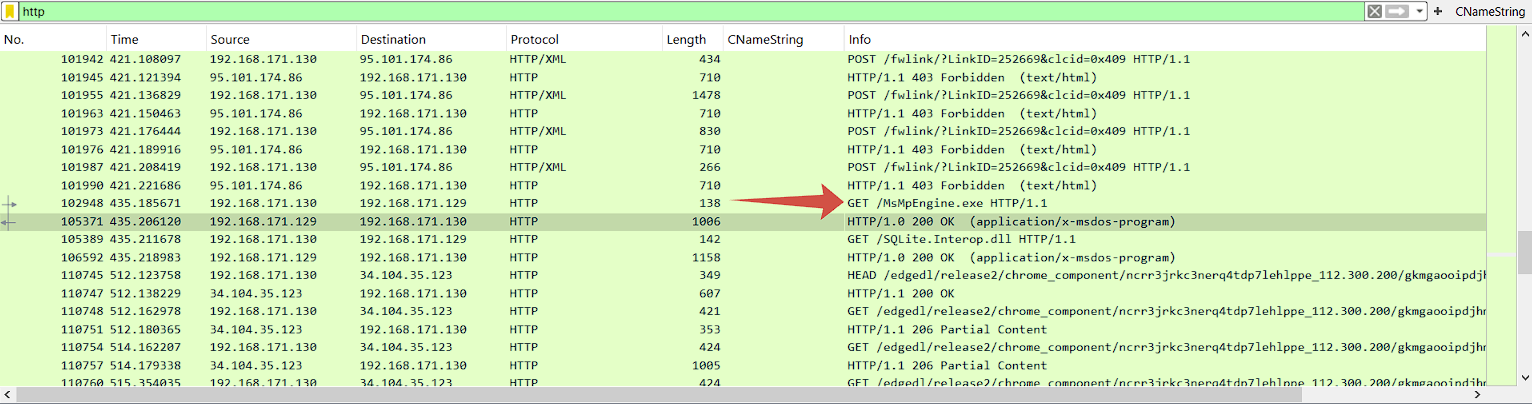 http + CNameString
No. Time Source Destination Protocol Length CNameString Info
101942 421.108097 192.168.171.130 95.101.174.86 HTTP/XML 434 POST /fwlink/?LinkID=252669&clcid=0x409 HTTP/1.1
101945 421.121394 95.101.174.86 192.168.171.130 HTTP 710 HTTP/1.1 403 Forbidden (text/html)
101955 421.136829 192.168.171.130 95.101.174.86 HTTP/XML 1478 POST /fwlink/?LinkID=252669&clcid=0x409 HTTP/1.1
101963 421.150463 95.101.174.86 192.168.171.130 HTTP 710 HTTP/1.1 403 Forbidden (text/html)
101973 421.176444 192.168.171.130 95.101.174.86 HTTP/XML 830 POST /fwlink/?LinkID=252669&clcid=0x409 HTTP/1.1
101976 421.189916 95.101.174.86 192.168.171.130 HTTP 710 HTTP/1.1 403 Forbidden (text/html)
101987 421.208419 192.168.171.130 95.101.174.86 HTTP/XML 266 POST /fwlink/?LinkID=252669&clcid=0x409 HTTP/1.1
101990 421.221686 95.101.174.86 192.168.171.130 HTTP 710 HTTP/1.1 403 Forbidden (text/html)
102948 435.185671 192.168.171.130 192.168.171.129 HTTP 138 GET /MsMpEngine.exe HTTP/1.1
105371 435.206120 192.168.171.129 192.168.171.130 HTTP 1006 HTTP/1.0 200 OK (application/x-msdos-program)
105389 435.211678 192.168.171.130 192.168.171.129 HTTP 142 GET /SQLite.Interop.dll HTTP/1.1
106592 435.218983 192.168.171.129 192.168.171.130 HTTP 1158 HTTP/1.0 200 OK (application/x-msdos-program)
110745 512.123758 192.168.171.130 34.104.35.123 HTTP 349 HEAD /edgedl/release2/chrome_component/ncrr3jrkc3nerq4tdp7lehlppe_112.300.200/gkmgaooipdjhn
110747 512.138229 34.104.35.123 192.168.171.130 HTTP 607 HTTP/1.1 200 OK
110748 512.162978 192.168.171.130 34.104.35.123 HTTP 421 GET /edgedl/release2/chrome_component/ncrr3jrkc3nerq4tdp7lehlppe_112.300.200/gkmgaooipdjhm
110751 512.180365 34.104.35.123 192.168.171.130 HTTP 353 HTTP/1.1 206 Partial Content
110754 514.162207 192.168.171.130 34.104.35.123 HTTP 424 GET /edgedl/release2/chrome_component/ncrr3jrkc3nerq4tdp7lehlppe_112.300.200/gkmgaooipdjhm
110757 514.179338 34.104.35.123 192.168.171.130 HTTP 1005 HTTP/1.1 206 Partial Content
110760 515.354035 192.168.171.130 34.104.35.123 HTTP 424 GET /edgedl/release2/chrome_component/ncrr3jrkc3nerq4tdp7lehlppe_112.300.200/gkmgaooipdjhm